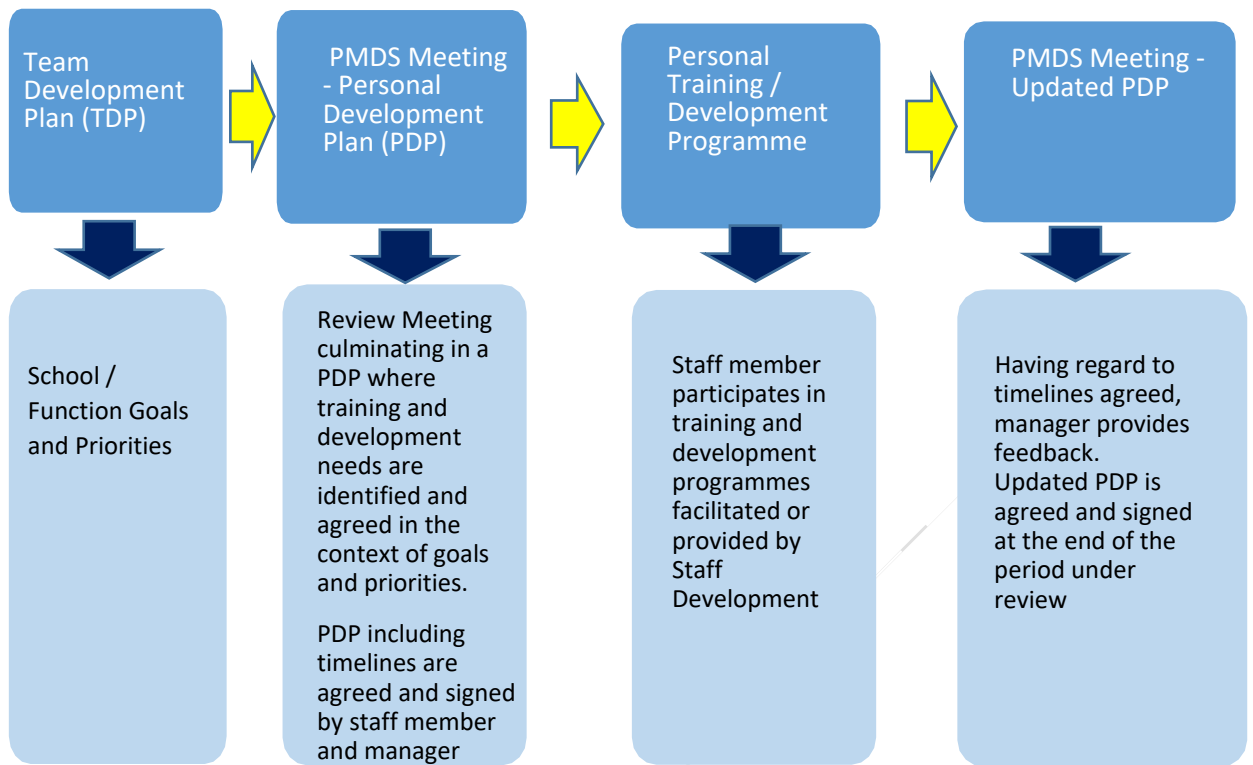 Team
Development
Plan (TDP)
PMDS Meeting
- Personal
Development
Plan (PDP)
Personal
Training /
Development
Programme
PMDS Meeting -
Updated PDP
School /
Function Goals
and Priorities
Review Meeting
culminating in a
PDP where
training and
development
needs are
identified and
agreed in the
context of goals
and priorities.
PDP including
timelines are
agreed and signed
by staff member
and manager
Staff member
participates in
training and
development
programmes
facilitated or
provided by
Staff
Development
Having regard to
timelines agreed,
manager provides
feedback.
Updated PDP is
agreed and signed
at the end of the
period under
review